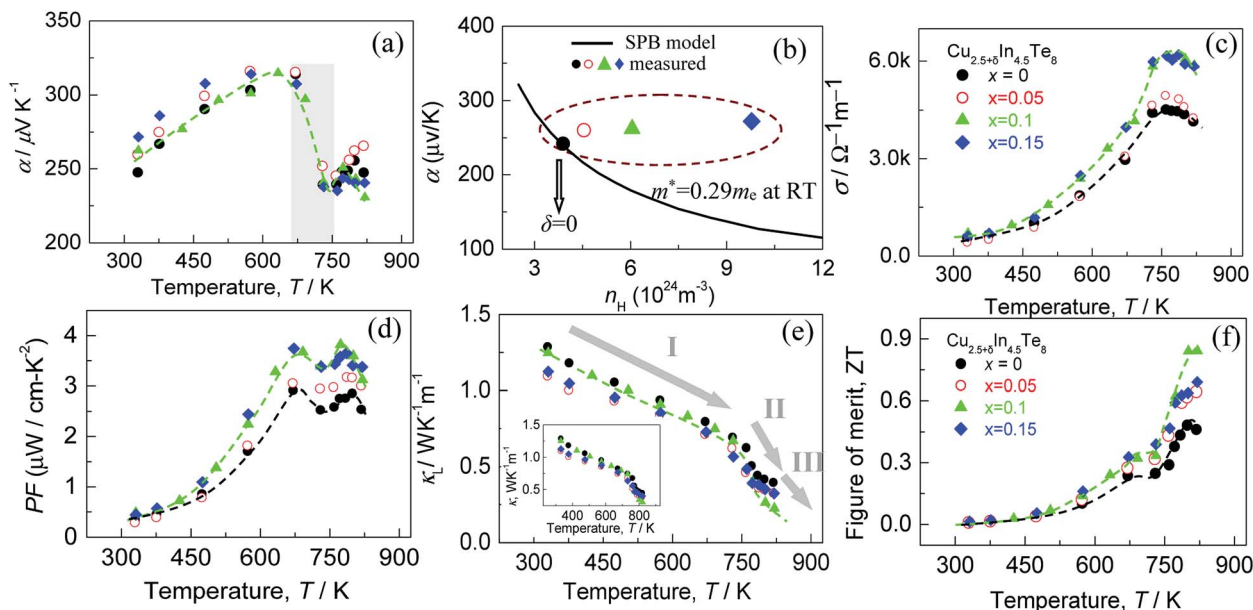 350
300
250
200
α / μV K⁻¹
(a)
300 450 600 750 900
Temperature, T / K
400
300
200
100
α (μv/K)
SPB model
measured
(b)
m*=0.29mₑ at RT
δ=0
3 6 9 12
n_H (10²⁴m⁻³)
6.0k
3.0k
0.0
σ / Ω⁻¹m⁻¹
(c)
Cu₂.₅₊δIn₄.₅Te₈
x = 0
x=0.05
x=0.1
x=0.15
300 450 600 750 900
Temperature, T / K
5
4
3
2
1
0
PF (μW / cm-K⁻²
(d)
300 450 600 750 900
Temperature, T / K
1.5
1.0
0.5
0.0
κ_L/ WK⁻¹m⁻¹
(e)
I
II
III
1.5
1.0
0.5
κ, WK⁻¹m⁻¹
400 600 800
Temperature, T / K
300 450 600 750 900
Temperature, T / K
0.9
0.6
0.3
0.0
Figure of merit, ZT
(f)
Cu₂.₅₊δIn₄.₅Te₈
x = 0
x=0.05
x=0.1
x=0.15
300 450 600 750 900
Temperature, T / K